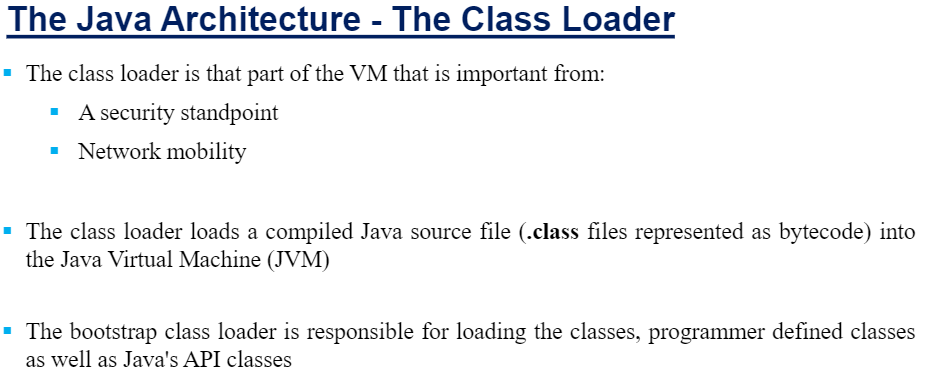 The Java Architecture - The Class Loader
▪ The class loader is that part of the VM that is important from:
▪ A security standpoint
▪ Network mobility
▪ The class loader loads a compiled Java source file (.class files represented as bytecode) into
the Java Virtual Machine (JVM)
▪ The bootstrap class loader is responsible for loading the classes, programmer defined classes
as well as Java's API classes